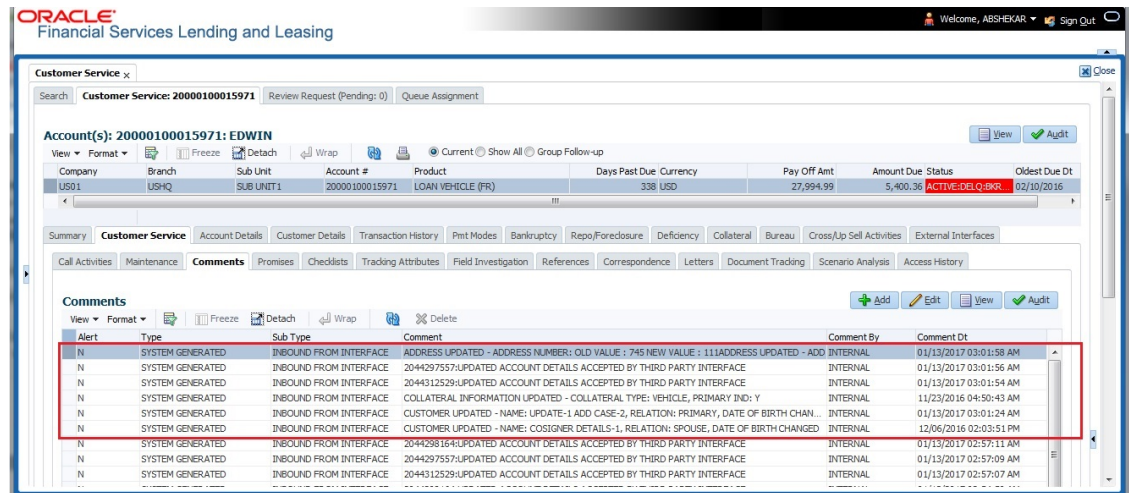 ORACLE®
Welcome, ABSHEKAR Sign Out
Financial Services Lending and Leasing
Customer Service x
Close
Search Customer Service: 20000100015971 Review Request (Pending: 0) Queue Assignment
Account(s): 20000100015971: EDWIN
View Audit
View Format Freeze Detach Wrap Current Show All Group Follow-up
Company Branch Sub Unit Account # Product Days Past Due Currency Pay Off Amt Amount Due Status Oldest Due Dt
US01 USHQ SUB UNIT1 20000100015971 LOAN VEHICLE (FR) 338 USD 27,994.99 5,400.36 ACTIVE:DELQ:BKR... 02/10/2016
Summary Customer Service Account Details Customer Details Transaction History Pmt Modes Bankruptcy Repo/Foreclosure Deficiency Collateral Bureau Cross/Up Sell Activities External Interfaces
Call Activities Maintenance Comments Promises Checklists Tracking Attributes Field Investigation References Correspondence Letters Document Tracking Scenario Analysis Access History
Comments
Add Edit View Audit
View Format Freeze Detach Wrap Delete
Alert Type Sub Type Comment Comment By Comment Dt
N SYSTEM GENERATED INBOUND FROM INTERFACE ADDRESS UPDATED - ADDRESS NUMBER: OLD VALUE : 745 NEW VALUE : 111ADDRESS UPDATED - ADD INTERNAL 01/13/2017 03:01:58 AM
N SYSTEM GENERATED INBOUND FROM INTERFACE 2044297557:UPDATED ACCOUNT DETAILS ACCEPTED BY THIRD PARTY INTERFACE INTERNAL 01/13/2017 03:01:56 AM
N SYSTEM GENERATED INBOUND FROM INTERFACE 2044312529:UPDATED ACCOUNT DETAILS ACCEPTED BY THIRD PARTY INTERFACE INTERNAL 01/13/2017 03:01:54 AM
N SYSTEM GENERATED INBOUND FROM INTERFACE COLLATERAL INFORMATION UPDATED - COLLATERAL TYPE: VEHICLE, PRIMARY IND: Y INTERNAL 11/23/2016 04:50:43 AM
N SYSTEM GENERATED INBOUND FROM INTERFACE CUSTOMER UPDATED - NAME: UPDATE-1 ADD CASE-2, RELATION: PRIMARY, DATE OF BIRTH CHAN... INTERNAL 01/13/2017 03:01:24 AM
N SYSTEM GENERATED INBOUND FROM INTERFACE CUSTOMER UPDATED - NAME: COSIGNER DETAILS-1, RELATION: SPOUSE, DATE OF BIRTH CHANGED INTERNAL 12/06/2016 02:03:51 PM
N SYSTEM GENERATED INBOUND FROM INTERFACE 2044298164:UPDATED ACCOUNT DETAILS ACCEPTED BY THIRD PARTY INTERFACE INTERNAL 01/13/2017 02:57:11 AM
N SYSTEM GENERATED INBOUND FROM INTERFACE 2044297557:UPDATED ACCOUNT DETAILS ACCEPTED BY THIRD PARTY INTERFACE INTERNAL 01/13/2017 02:57:09 AM
N SYSTEM GENERATED INBOUND FROM INTERFACE 2044312529:UPDATED ACCOUNT DETAILS ACCEPTED BY THIRD PARTY INTERFACE INTERNAL 01/13/2017 02:57:07 AM